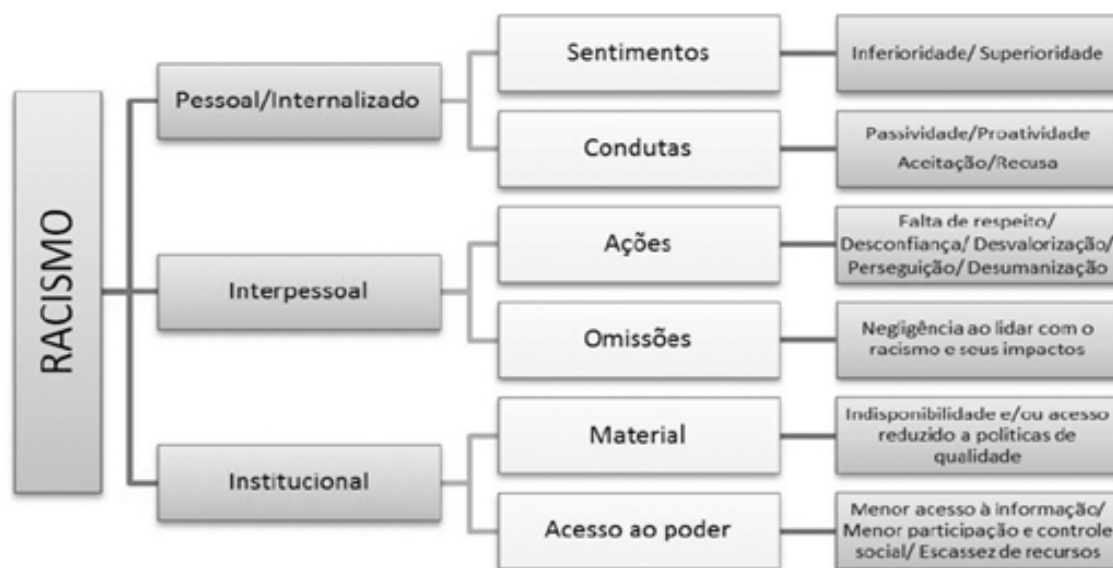 RACISMO
Pessoal/Internalizado
Sentimentos
Inferioridade/ Superioridade
Condutas
Passividade/Proatividade
Aceitação/Recusa
Interpessoal
Ações
Falta de respeito/
Desconfiança/ Desvalorização/
Perseguição/ Desumanização
Omissões
Negligência ao lidar com o
racismo e seus impactos
Institucional
Material
Indisponibilidade e/ou acesso
reduzido a políticas de
qualidade
Acesso ao poder
Menor acesso à informação/
Menor participação e controle
social/ Escassez de recursos